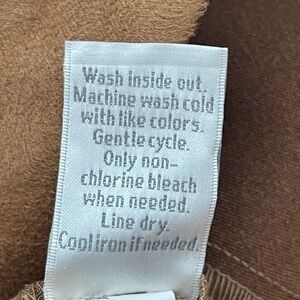 Wash inside out.
Machine wash cold
with like colors.
Gentle cycle.
Only non-
chlorine bleach
when needed.
Line dry.
Cool iron if needed.